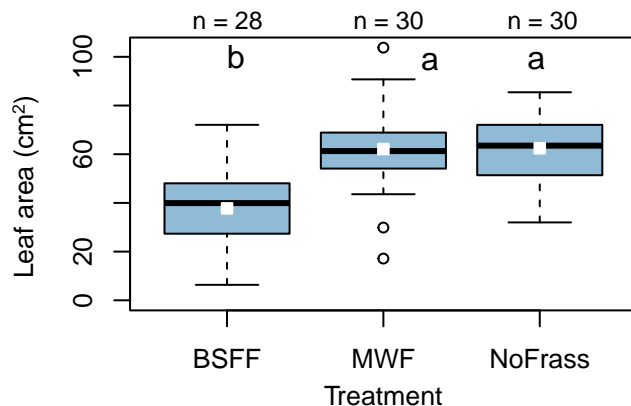 n = 28 n = 30 n = 30
b a a
100
60
20
0
Leaf area (cm²)
BSFF MWF NoFrass
Treatment